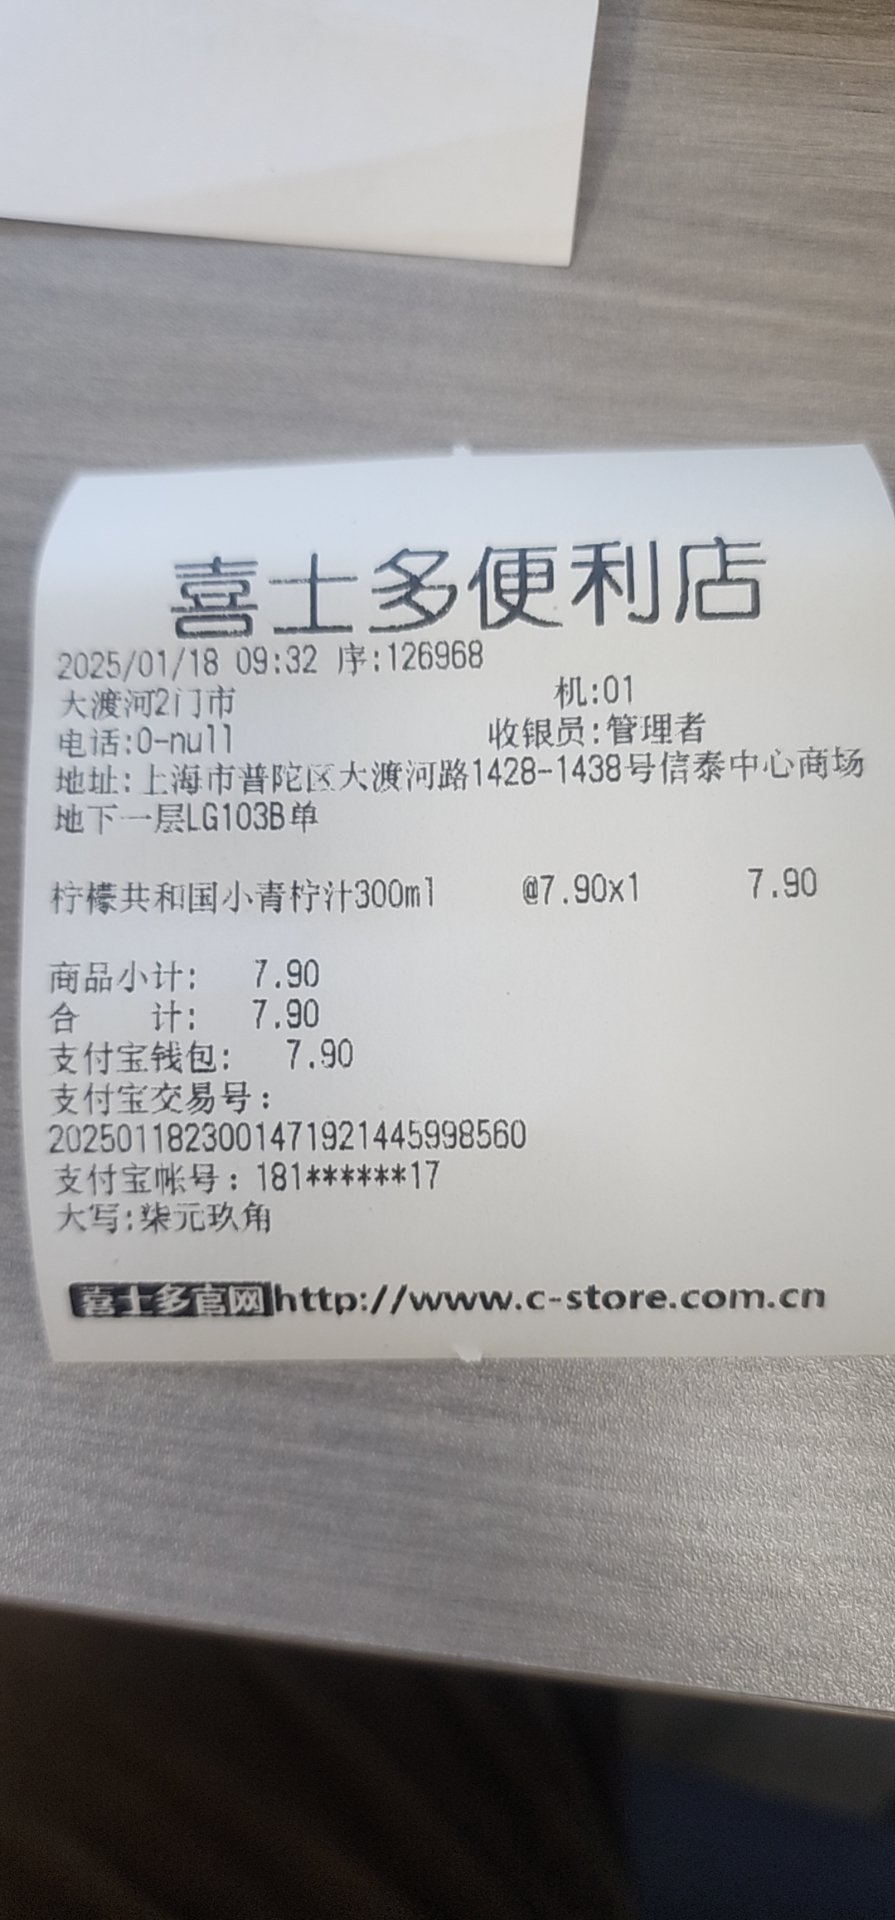 喜士多便利店
2025/01/18 09:32 序:126968
大渡河2门市 机:01
电话:0-null 收银员:管理者
地址:上海市普陀区大渡河路1428-1438号信泰中心商场
地下一层LG103B单
柠檬共和国小青柠汁300ml @7.90x1 7.90
商品小计: 7.90
合 计: 7.90
支付宝钱包: 7.90
支付宝交易号:
2025011823001471921445998560
支付宝帐号:181******17
大写:柒元玖角
喜士多官网http://www.c-store.com.cn